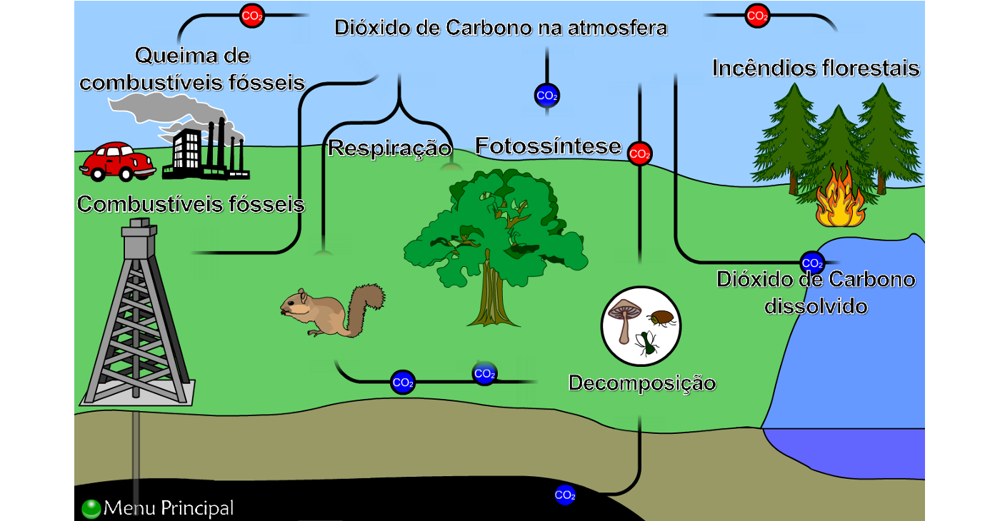 CO₂
Dióxido de Carbono na atmosfera
CO₂
Queima de
combustíveis fósseis
Incêndios florestais
CO₂
Respiração
Fotossíntese
CO₂
Combustíveis fósseis
CO₂
Dióxido de Carbono
dissolvido
CO₂
CO₂
Decomposição
CO₂
Menu Principal